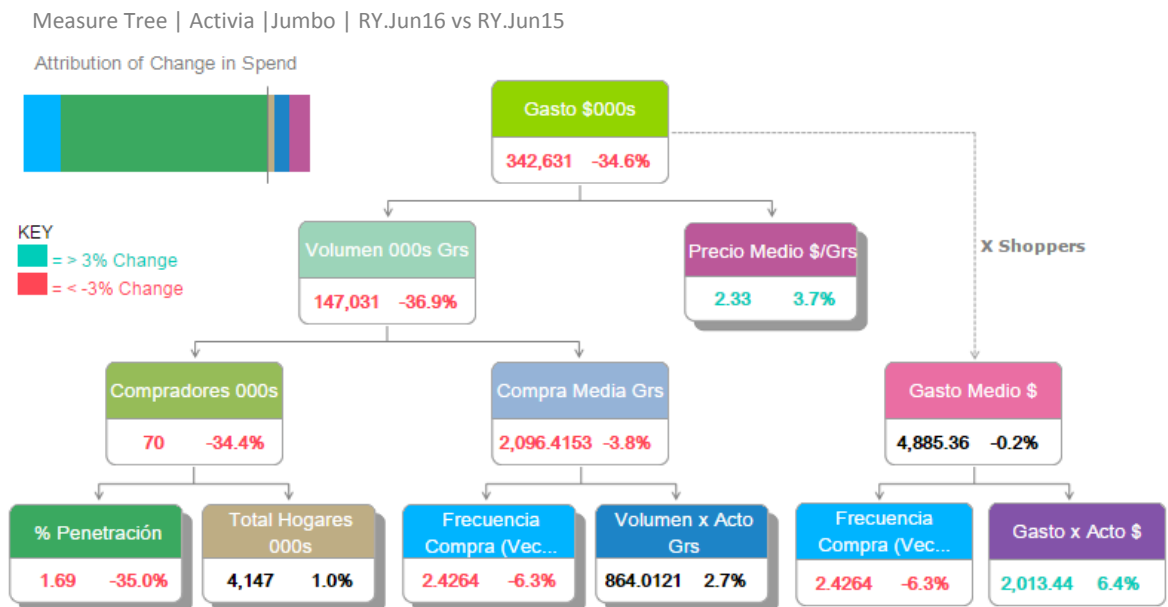 Measure Tree | Activia |Jumbo | RY.Jun16 vs RY.Jun15
Attribution of Change in Spend
Gasto $000s
342,631 -34.6%
KEY
= > 3% Change
= < -3% Change
Volumen 000s Grs
147,031 -36.9%
Precio Medio $/Grs
2.33 3.7%
X Shoppers
Compradores 000s
70 -34.4%
Compra Media Grs
2,096.4153 -3.8%
Gasto Medio $
4,885.36 -0.2%
% Penetración
1.69 -35.0%
Total Hogares
000s
4,147 1.0%
Frecuencia
Compra (Vec...
2.4264 -6.3%
Volumen x Acto
Grs
864.0121 2.7%
Frecuencia
Compra (Vec...
2.4264 -6.3%
Gasto x Acto $
2,013.44 6.4%